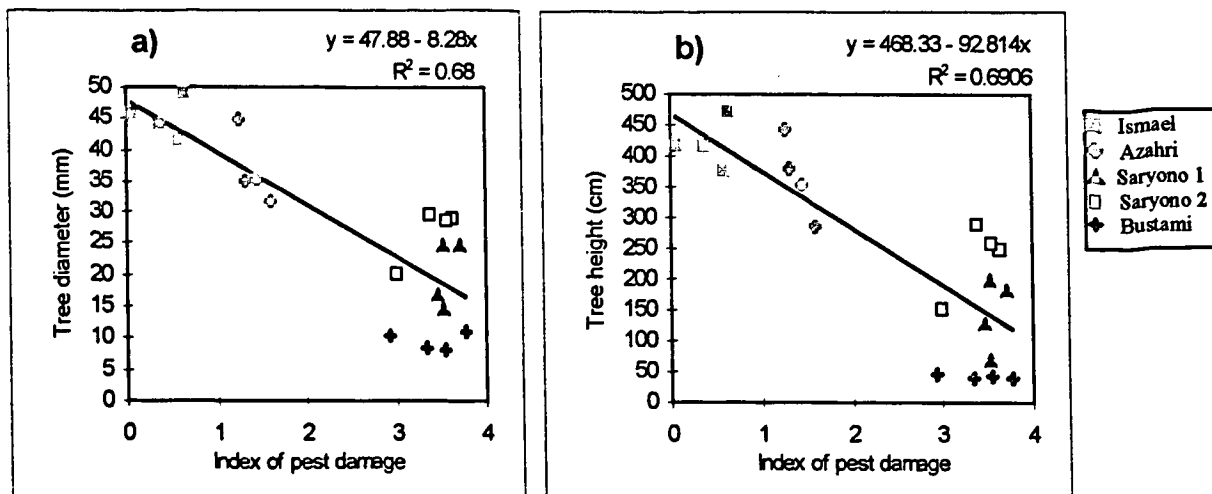 a)
y = 47.88 - 8.28x
R² = 0.68
50
45
40
35
30
25
20
15
10
5
0
Tree diameter (mm)
0
1
2
3
4
Index of pest damage
b)
y = 468.33 - 92.814x
R² = 0.6906
500
450
400
350
300
250
200
150
100
50
0
Tree height (cm)
0
1
2
3
4
Index of pest damage
Ismael
Azahri
Saryono 1
Saryono 2
Bustami